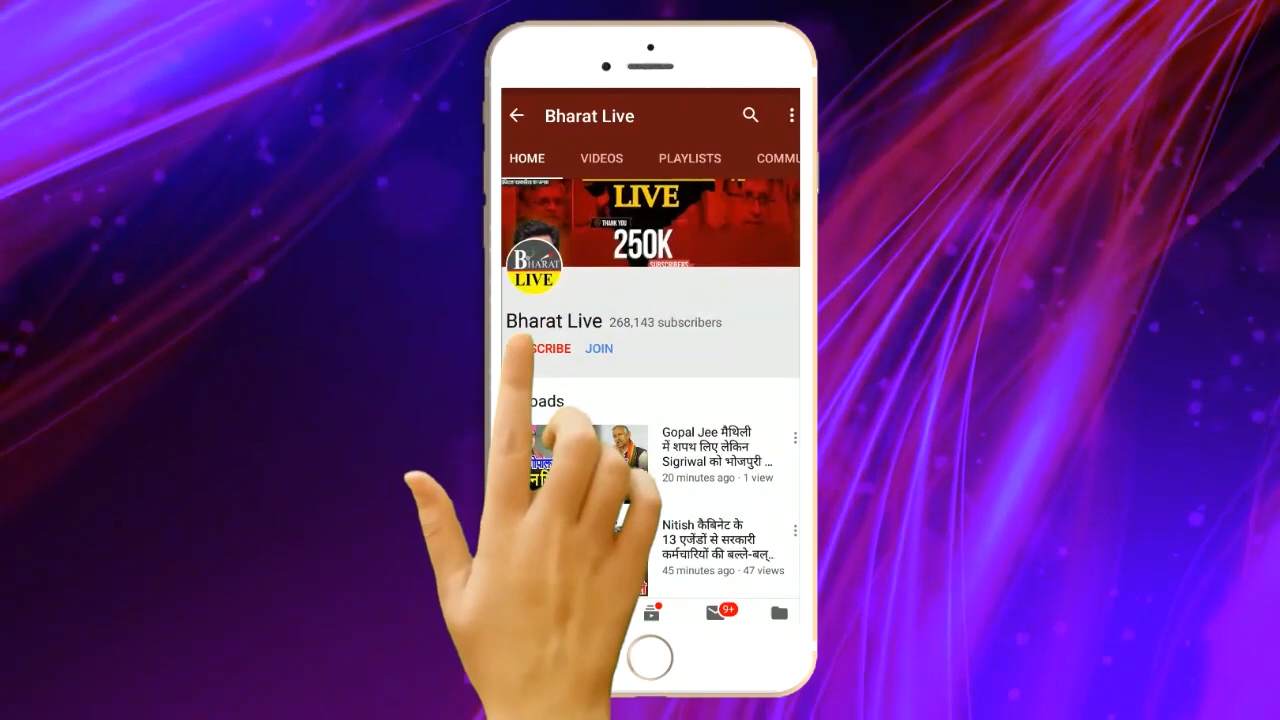 Bharat Live
HOME VIDEOS PLAYLISTS COMMU
LIVE
THANK YOU
250K
SUBSCRIBERS
BHARAT
LIVE
Bharat Live 268,143 subscribers
SCRIBE JOIN
oads
Gopal Jee मैथिली
में शपथ लिए लेकिन
Sigriwal को भोजपुरी ...
20 minutes ago · 1 view
Nitish कैबिनेट के
13 एजेंडों से सरकारी
कर्मचारियों की बल्ले-बल्..
45 minutes ago · 47 views
9+